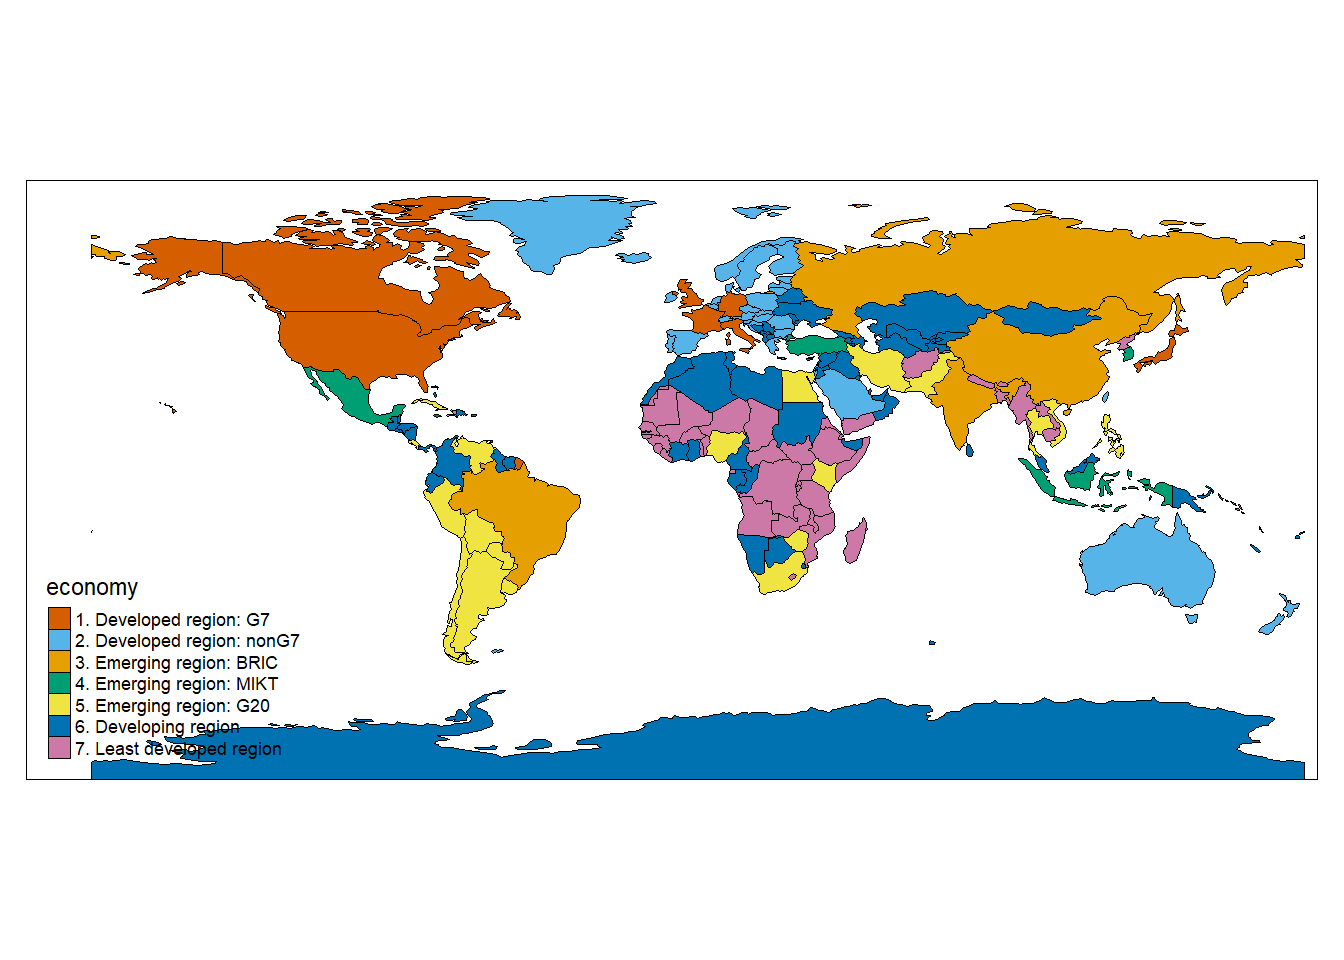 economy
1. Developed region: G7
2. Developed region: nonG7
3. Emerging region: BRIC
4. Emerging region: MIKT
5. Emerging region: G20
6. Developing region
7. Least developed region